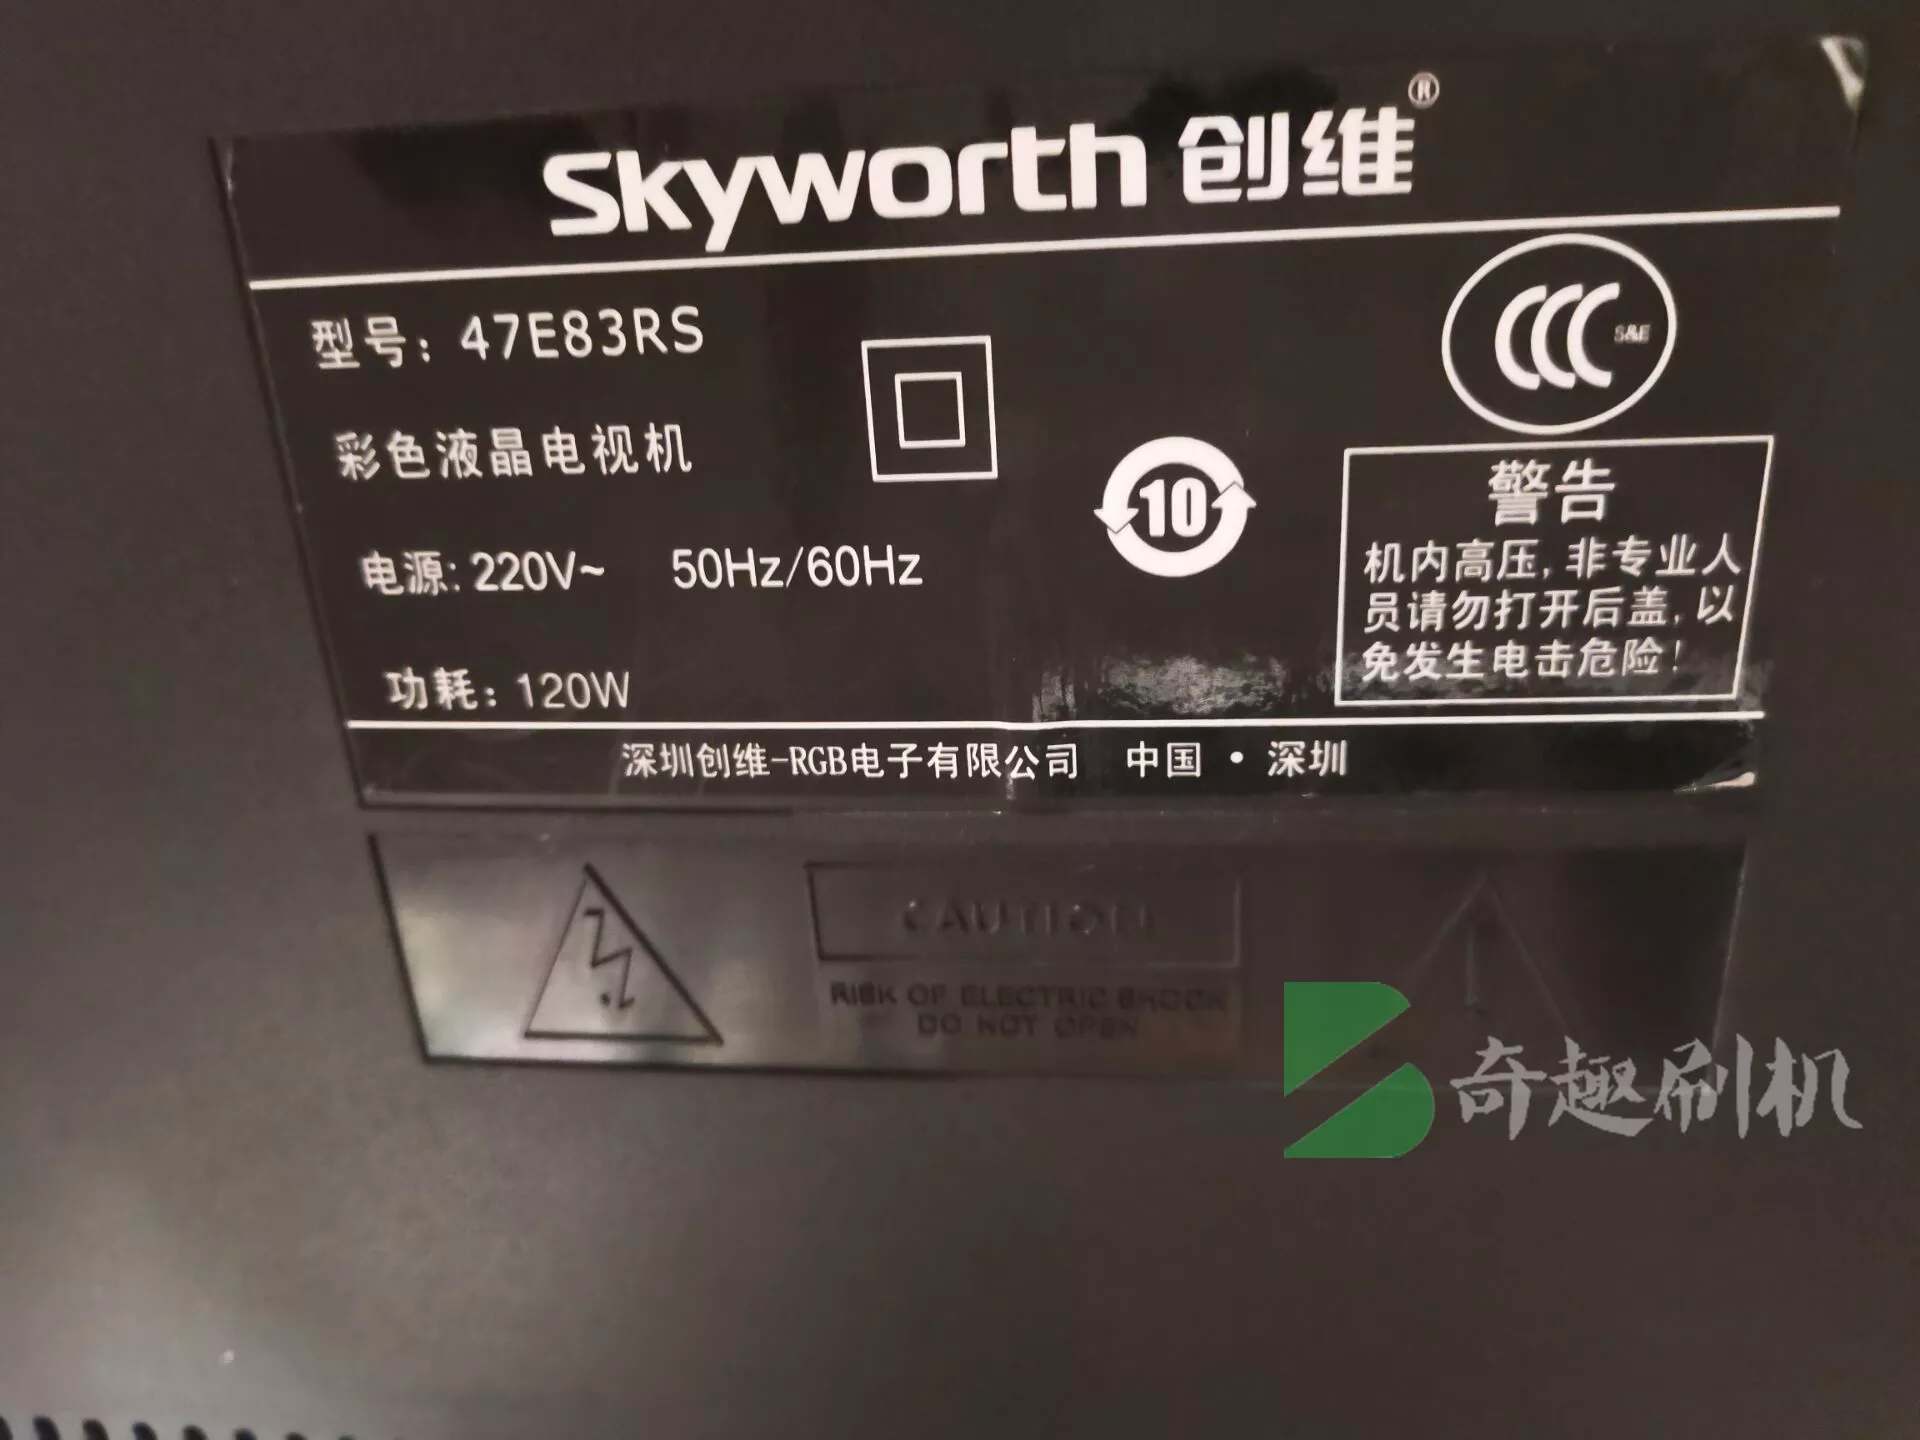 Skyworth 创维®
型号: 47E83RS
CCC S&E
彩色液晶电视机
10
电源: 220V~ 50Hz/60Hz
功耗: 120W
警告
机内高压,非专业人
员请勿打开后盖,以
免发生电击危险!
深圳创维-RGB电子有限公司 中国·深圳
CAUTION
RISK OF ELECTRIC SHOCK
DO NOT OPEN
奇趣刷机